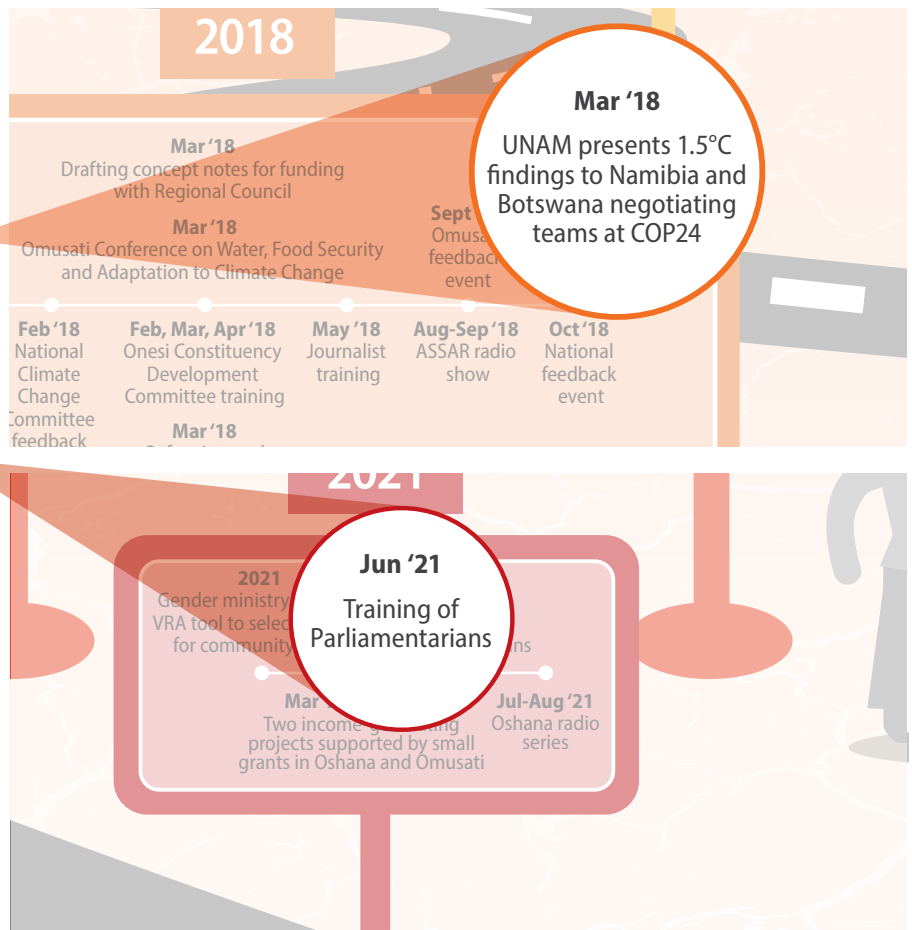 2018
Mar ‘18
UNAM presents 1.5°C
findings to Namibia and
Botswana negotiating
teams at COP24
Mar ‘18
Drafting concept notes for funding
with Regional Council
Mar ‘18
Omusati Conference on Water, Food Security
and Adaptation to Climate Change
Sept
feedback
event
Feb ‘18
National
Climate
Change
Committee
feedback
Feb, Mar, Apr ‘18
Onesi Constituency
Development
Committee training
Mar ‘18
May ‘18
Journalist
training
Aug-Sep ‘18
ASSAR radio
show
Oct ‘18
National
feedback
event
2021
Jun ‘21
Training of
Parliamentarians
2021
Gender ministry
VRA tool to
for community
Mar
Two
projects supported by small
grants in Oshana and Omusati
Jul-Aug ‘21
Oshana radio
series